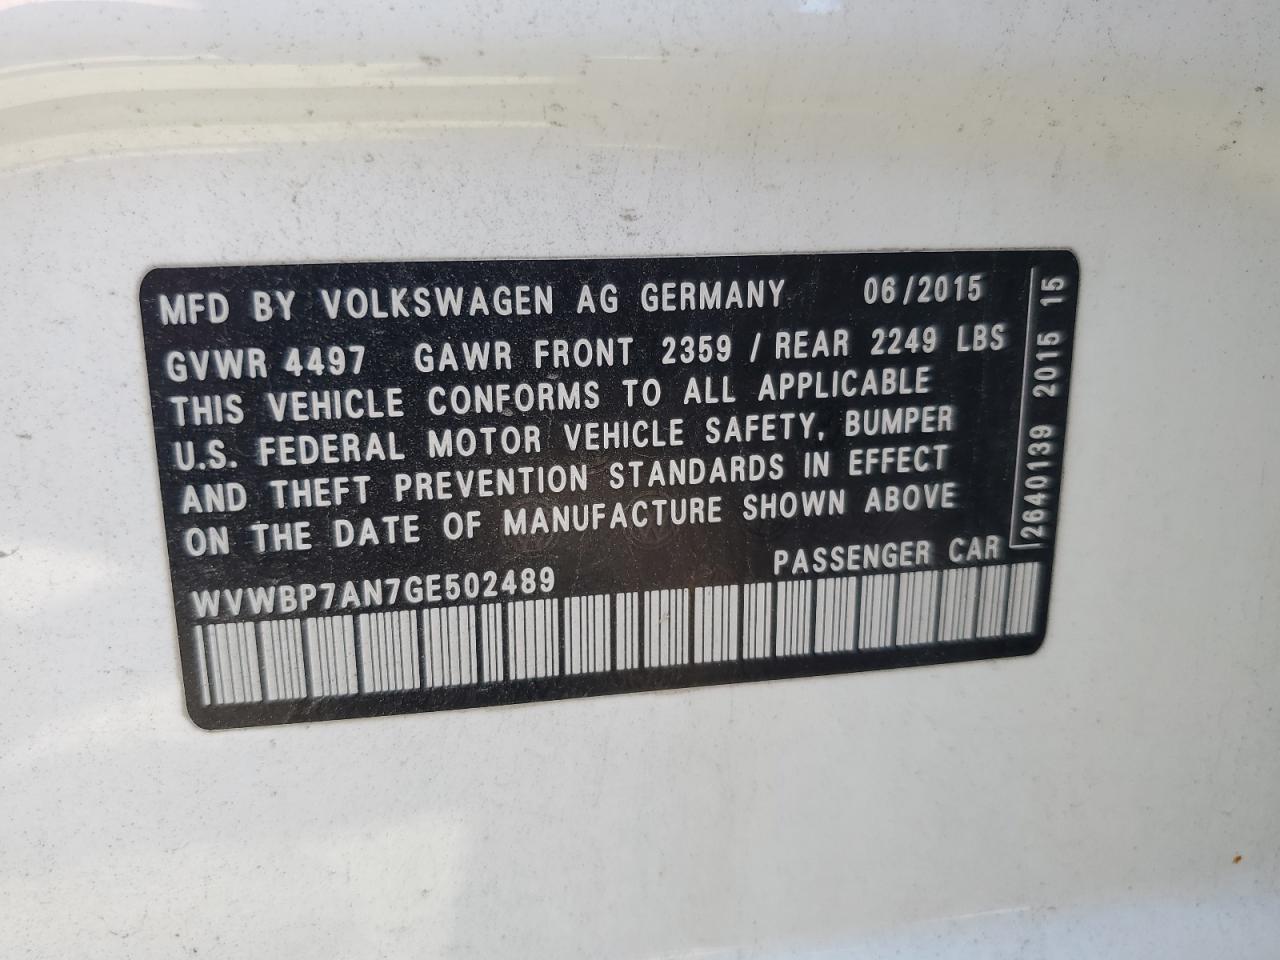 MFD BY VOLKSWAGEN AG GERMANY 06/2015
GVWR 4497 GAWR FRONT 2359 / REAR 2249 LBS
THIS VEHICLE CONFORMS TO ALL APPLICABLE
U.S. FEDERAL MOTOR VEHICLE SAFETY, BUMPER
AND THEFT PREVENTION STANDARDS IN EFFECT
ON THE DATE OF MANUFACTURE SHOWN ABOVE
PASSENGER CAR
WVWBP7AN7GE502489
2640139 2015 15